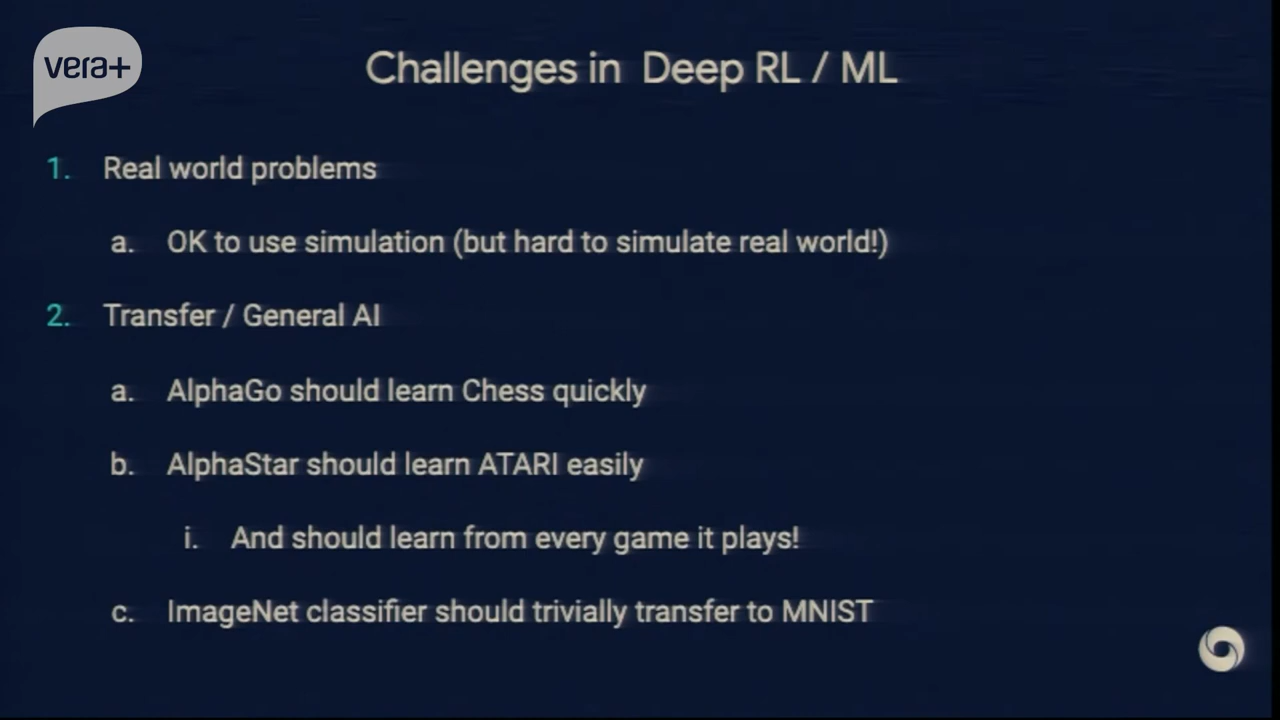 vera+
Challenges in Deep RL / ML
1. Real world problems
a. OK to use simulation (but hard to simulate real world!)
2. Transfer / General AI
a. AlphaGo should learn Chess quickly
b. AlphaStar should learn ATARI easily
i. And should learn from every game it plays!
c. ImageNet classifier should trivially transfer to MNIST